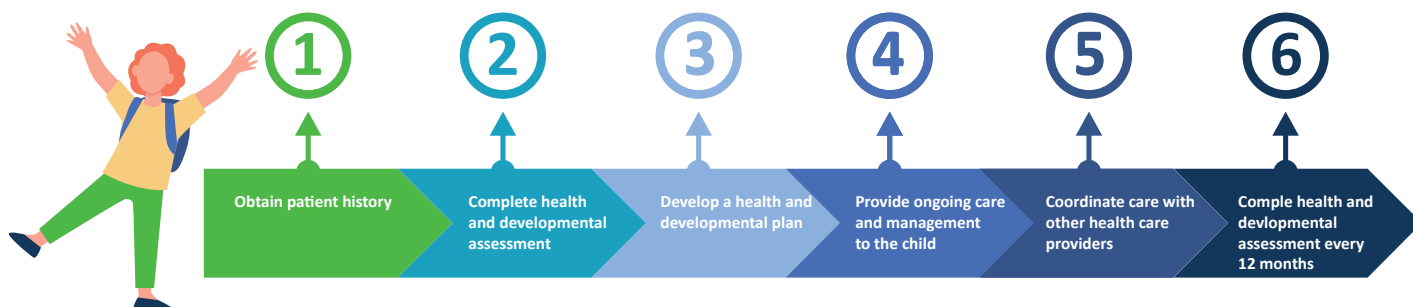 1
2
3
4
5
6
Obtain patient history
Complete health
and developmental
assessment
Develop a health and
developmental plan
Provide ongoing care
and management
to the child
Coordinate care with
other health care
providers
Comple health and
devlopmental
assessment every
12 months